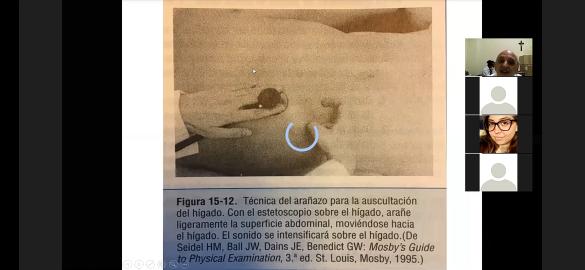 Figura 15-12. Técnica del arañazo para la auscultación
del hígado. Con el estetoscopio sobre el hígado, arañe
ligeramente la superficie abdominal, moviéndose hacia
el hígado. El sonido se intensificará sobre el hígado.(De
Seidel HM, Ball JW, Dains JE, Benedict GW: Mosby's Guide
to Physical Examination, 3.ª ed. St. Louis, Mosby, 1995.)